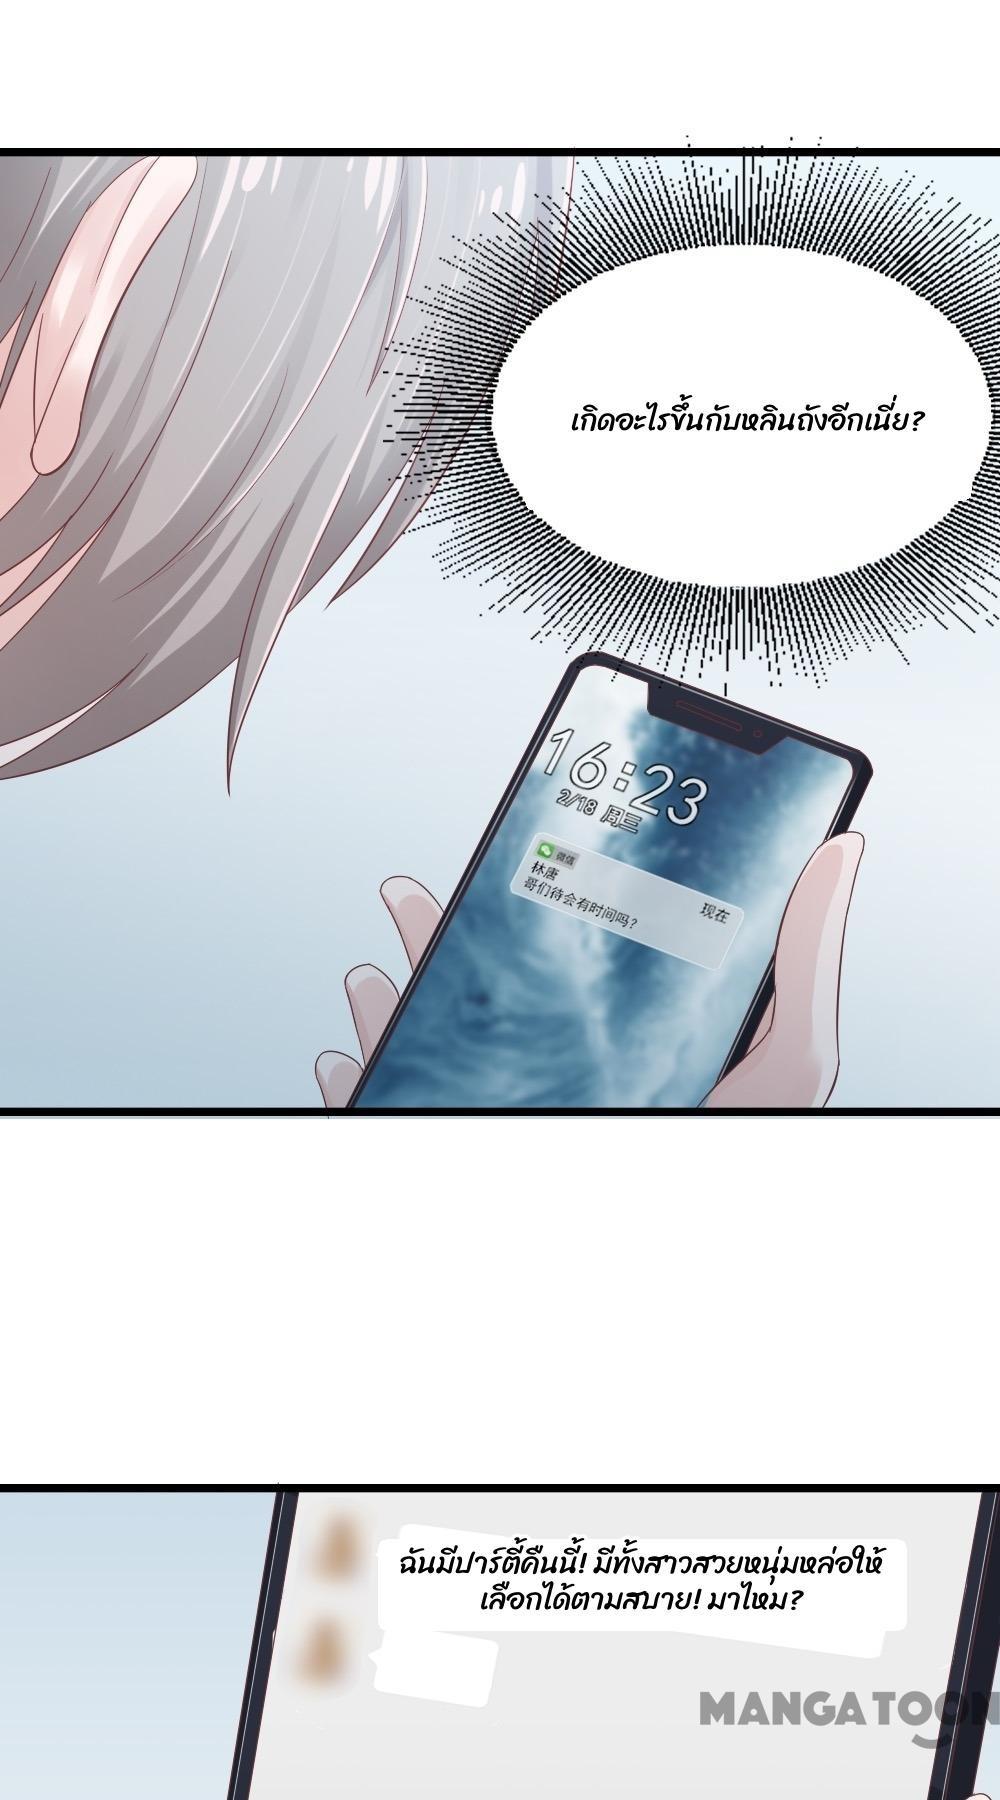 เกิดอะไรขึ้นกับหลินถังอีกเนี่ย?
16:23
2/18 周三
微信
林唐
现在
哥们待会有时间吗?
ฉันมีปาร์ตี้คืนนี้! มีทั้งสาวสวยหนุ่มหล่อให้
เลือกได้ตามสบาย! มาไหม?
MANGATOON